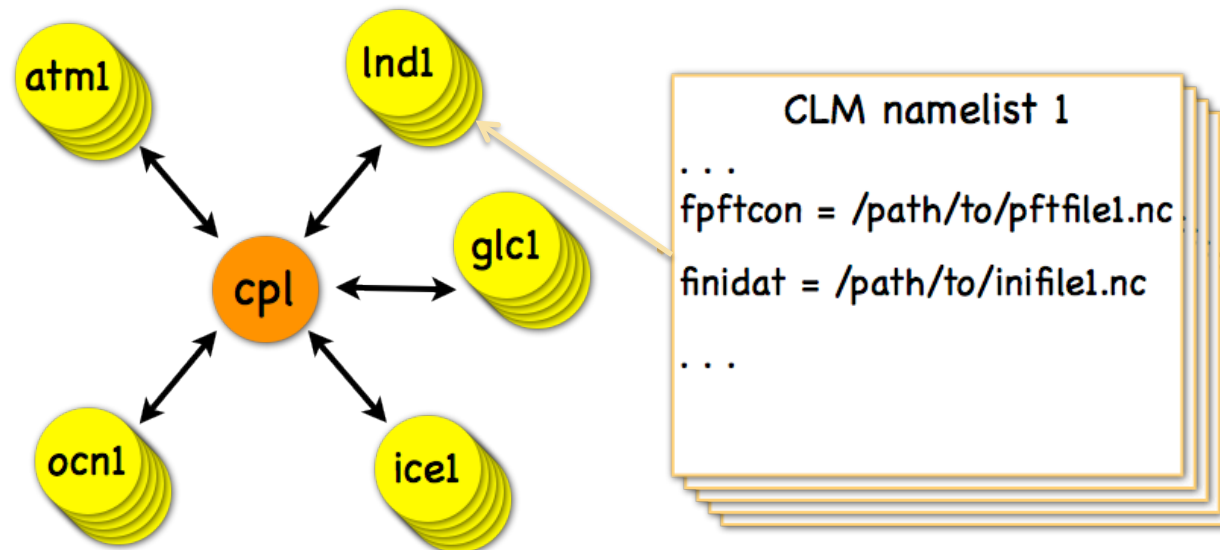 atm1
lnd1
glc1
cpl
ocn1
ice1
CLM namelist 1
. . .
fpftcon = /path/to/pftfile1.nc
finidat = /path/to/inifile1.nc
. . .